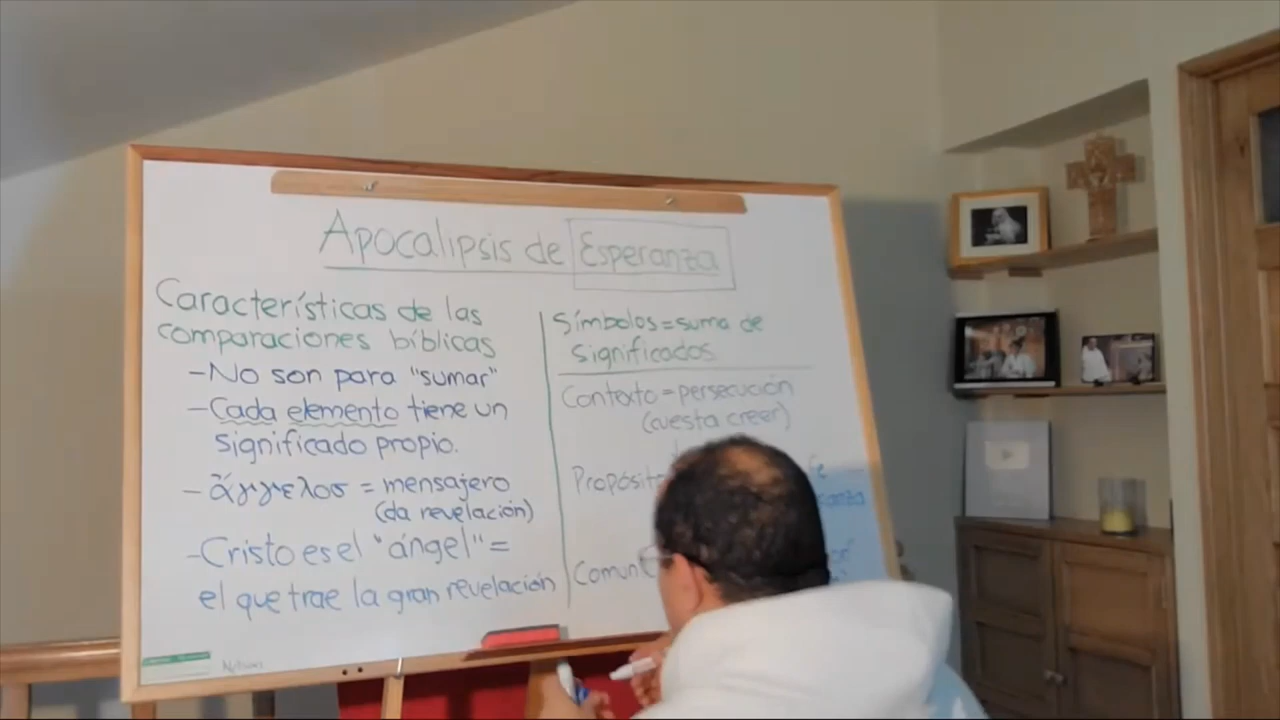 Apocalipsis de Esperanza
Características de las
comparaciones bíblicas
-No son para "sumar"
-Cada elemento tiene un
significado propio.
-ἄγγελοσ = mensajero
(da revelación)
-Cristo es el "ángel" =
el que trae la gran revelación
Símbolos = suma de
significados
Contexto = persecución
(cuesta creer)